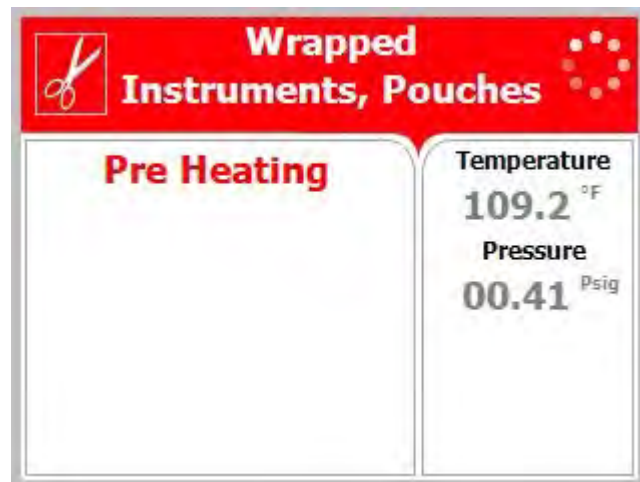 Wrapped
Instruments, Pouches
Pre Heating
Temperature
109.2 °F
Pressure
00.41 Psig